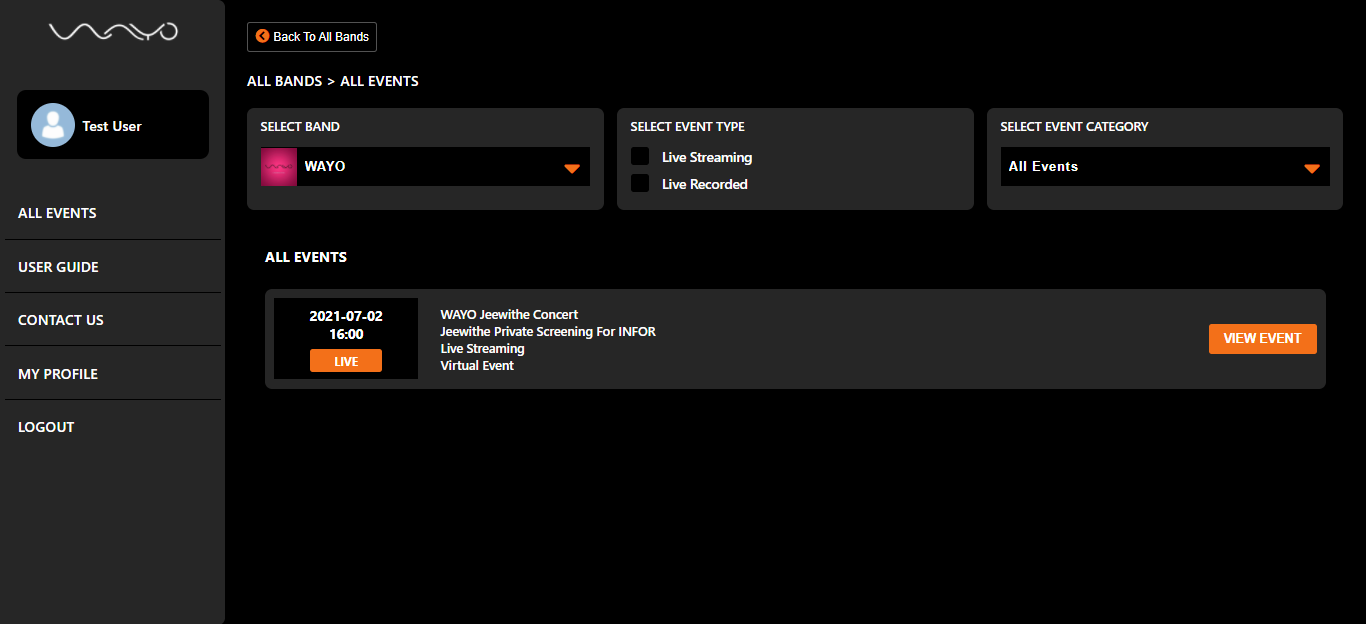 WAYO
Test User
ALL EVENTS
USER GUIDE
CONTACT US
MY PROFILE
LOGOUT
Back To All Bands
ALL BANDS > ALL EVENTS
SELECT BAND
WAYO
SELECT EVENT TYPE
Live Streaming
Live Recorded
SELECT EVENT CATEGORY
All Events
ALL EVENTS
2021-07-02
16:00
LIVE
WAYO Jeewithe Concert
Jeewithe Private Screening For INFOR
Live Streaming
Virtual Event
VIEW EVENT